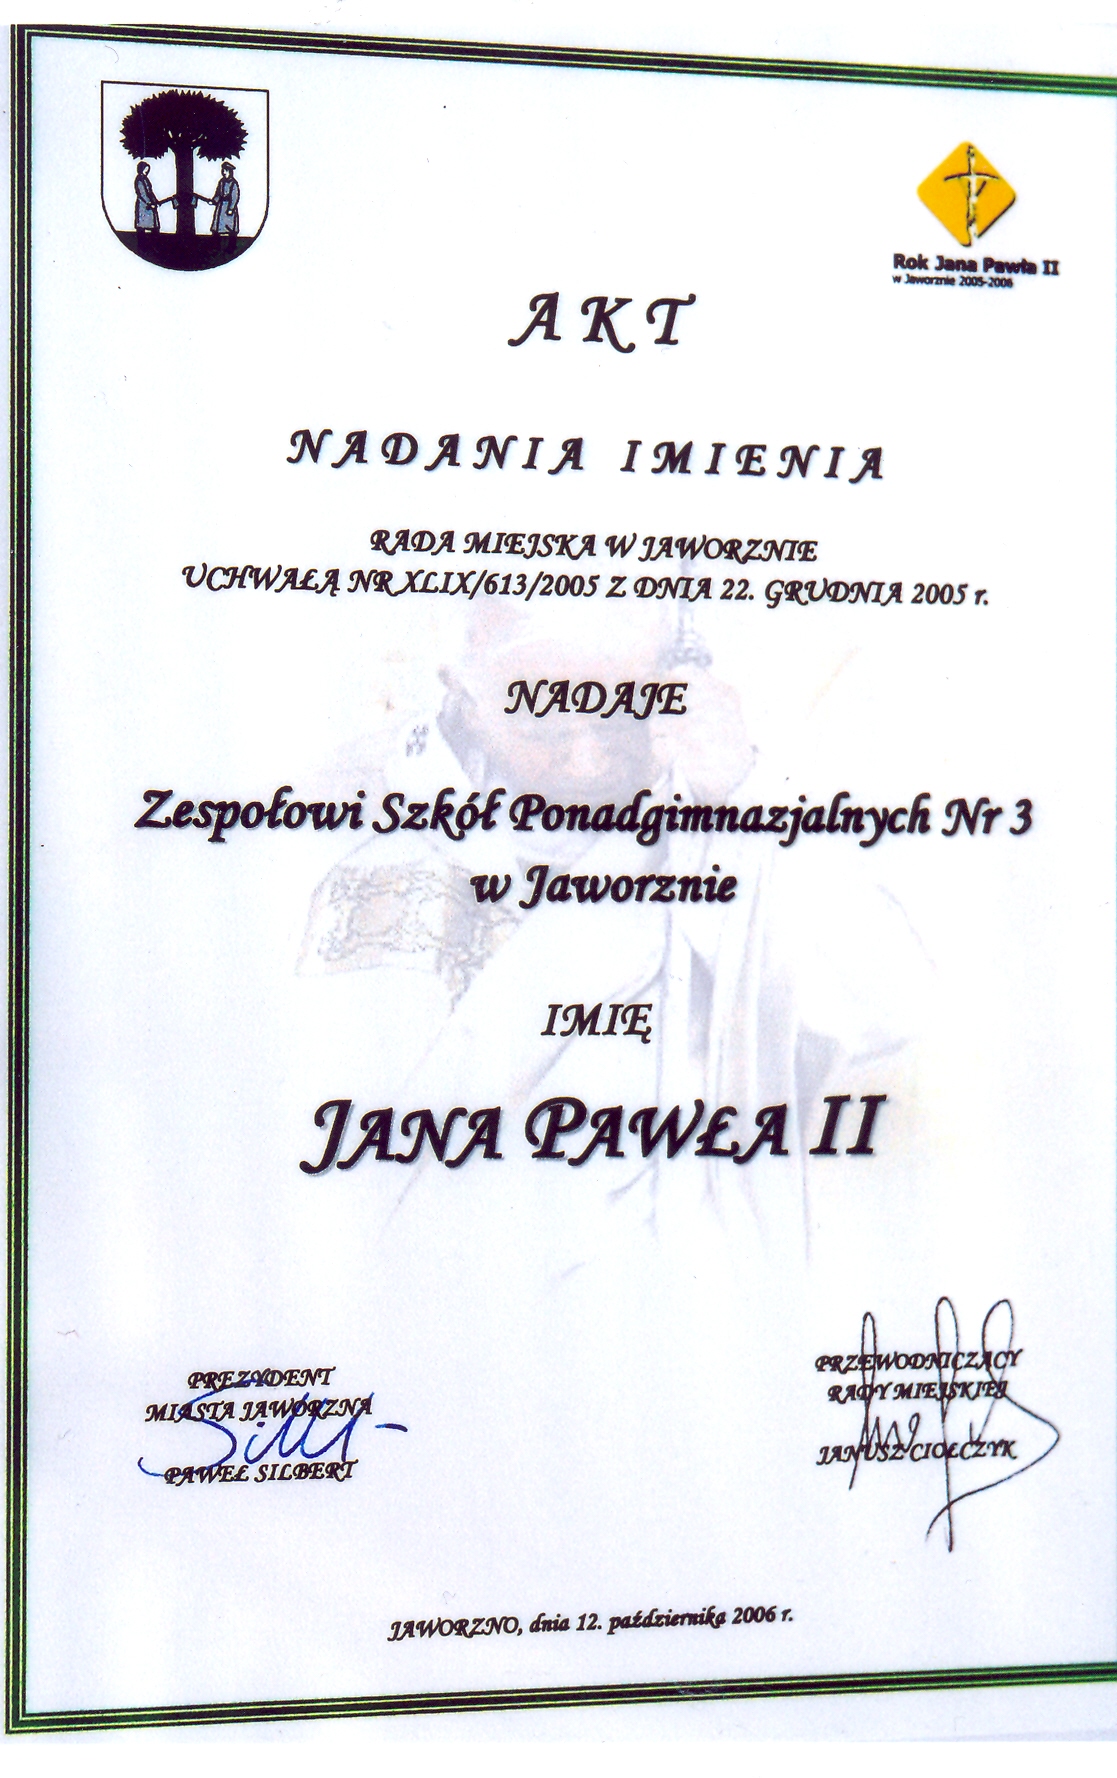 Rok Jana Pawła II
w Jaworznie 2005-2006
AKT
NADANIA IMIENIA
RADA MIEJSKA W JAWORZNIE
UCHWAŁĄ NR XLIX/613/2005 Z DNIA 22. GRUDNIA 2005 r.
NADAJE
Zespołowi Szkół Ponadgimnazjalnych Nr 3
w Jaworznie
IMIĘ
JANA PAWŁA II
PREZYDENT
MIASTA JAWORZNA
PAWEŁ SILBERT
PRZEWODNICZĄCY
RADY MIEJSKIEJ
JANUSZ CIOŁCZYK
JAWORZNO, dnia 12. października 2006 r.